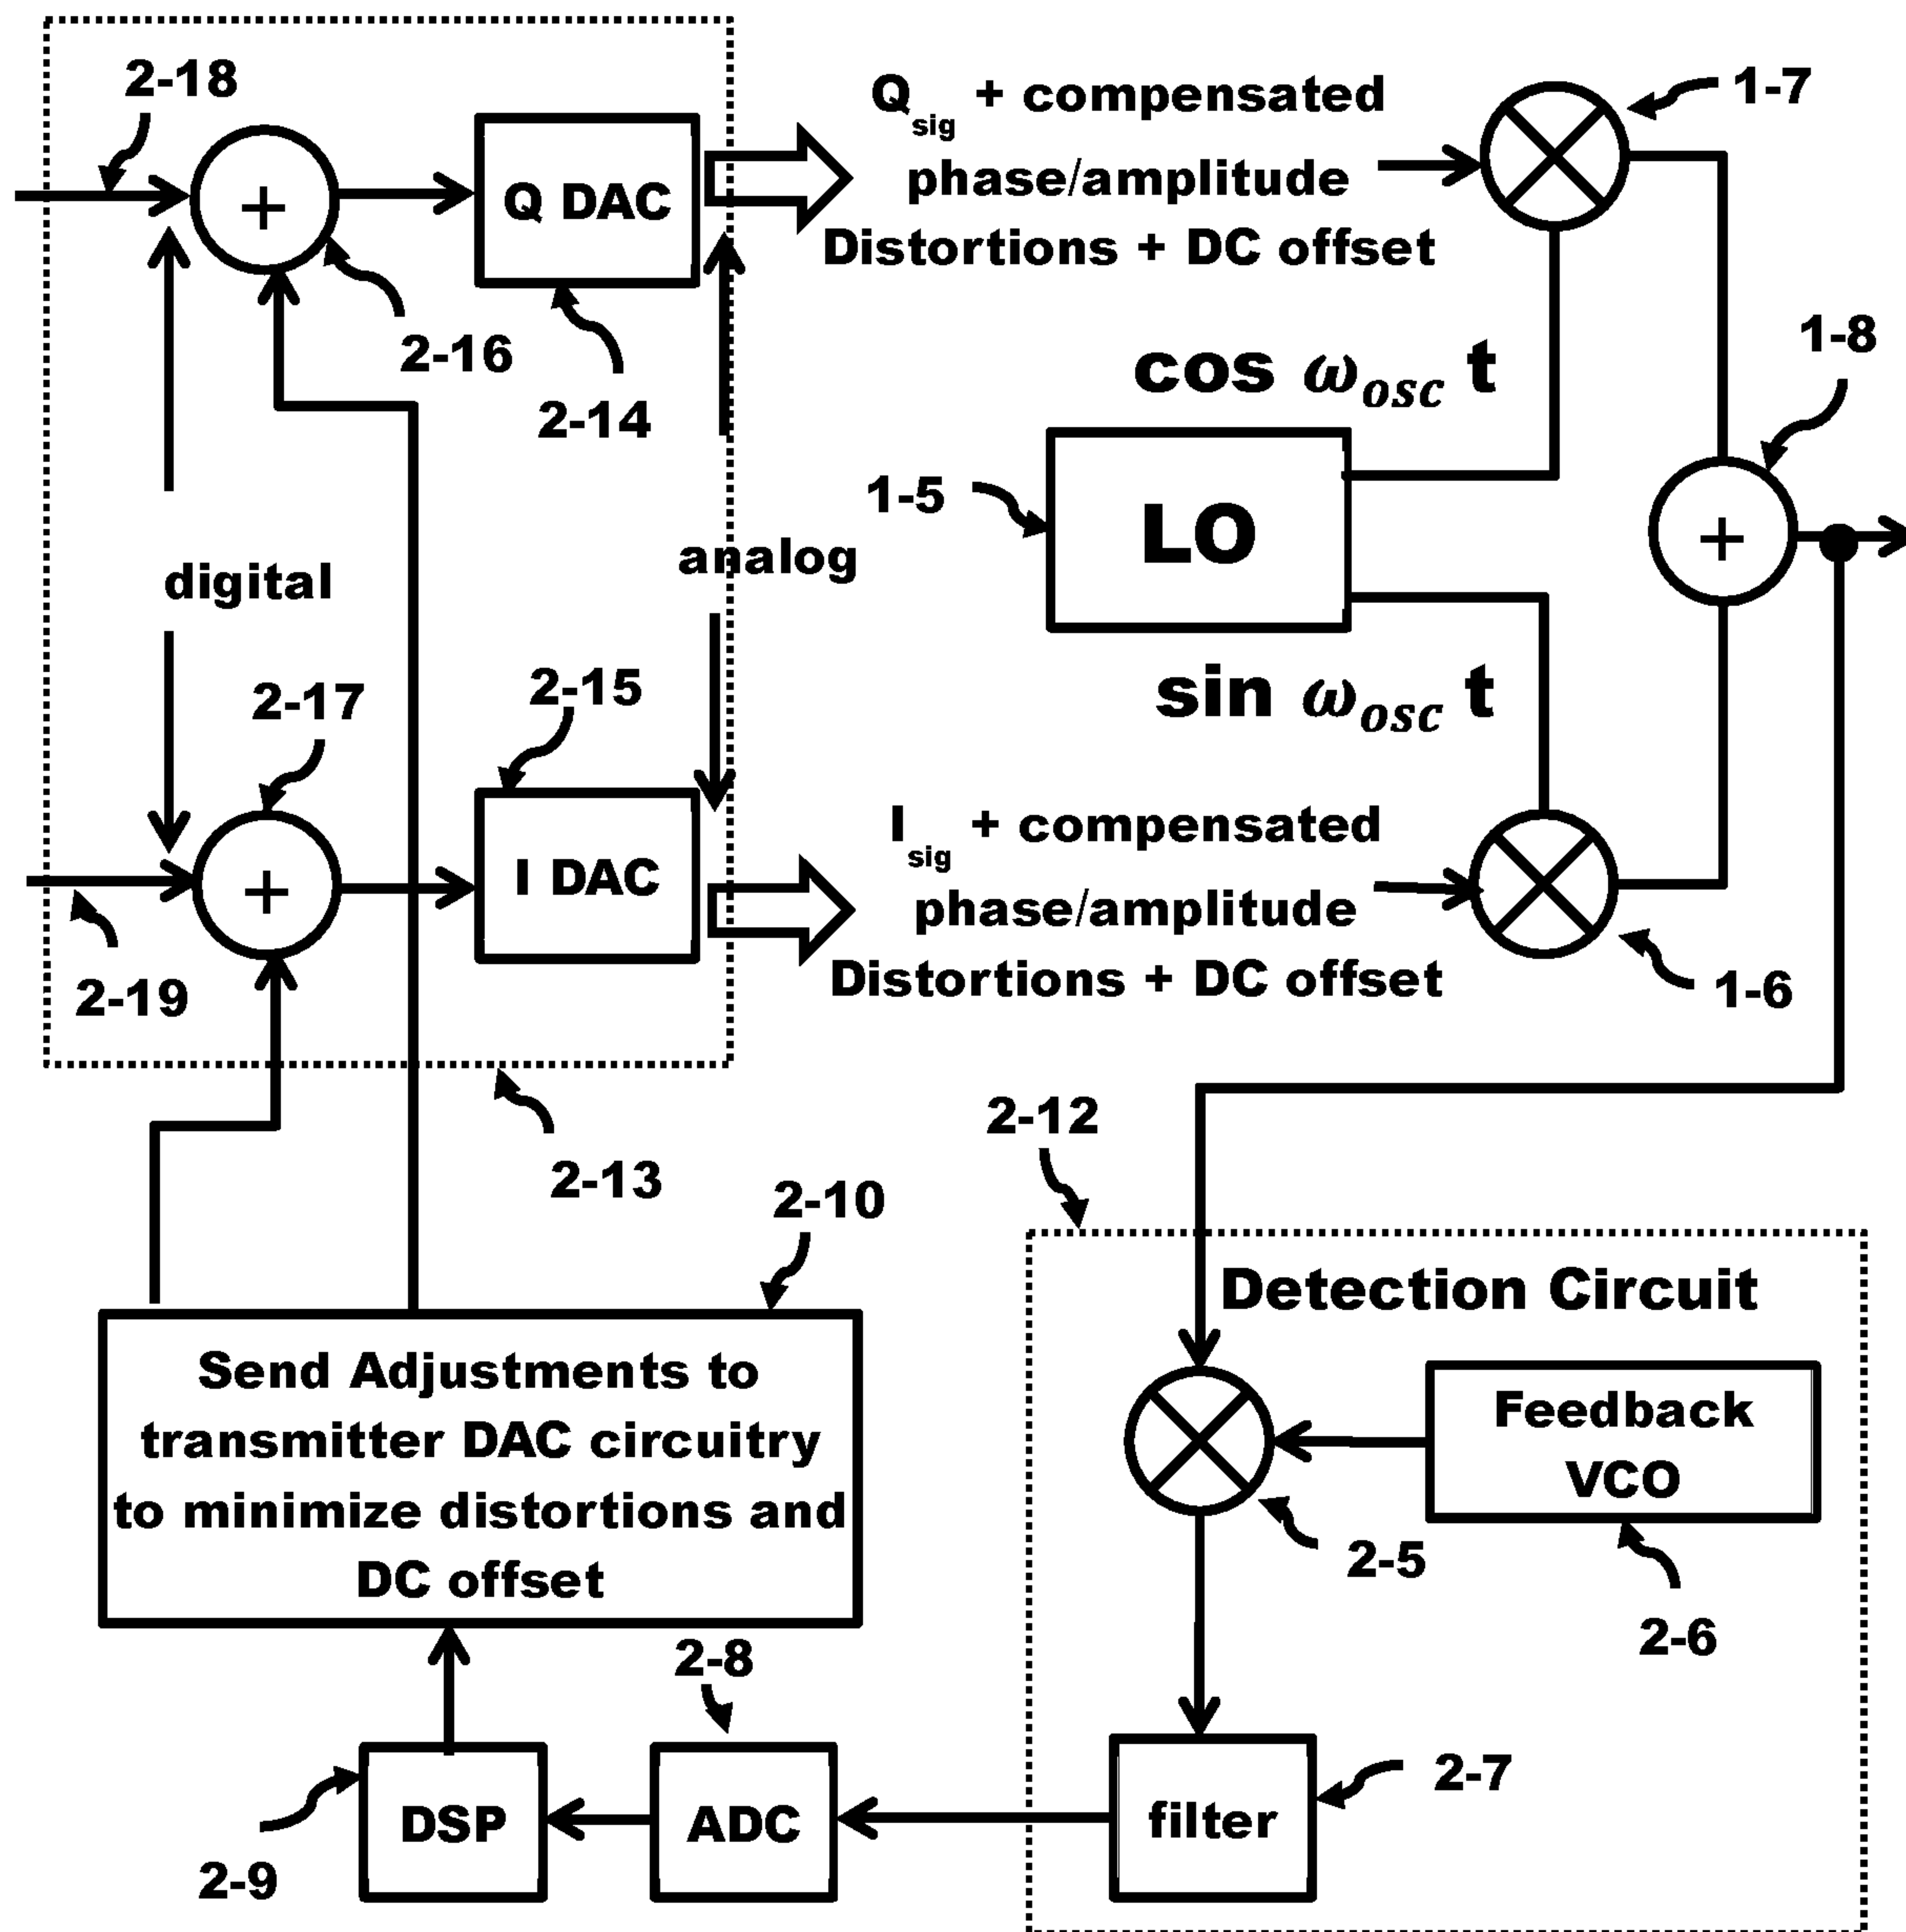 2-18
+
Q DAC
2-16
2-14
Qsig + compensated
phase/amplitude
Distortions + DC offset
1-7
cos ωosc t
1-8
1-5
LO
+
digital
analog
sin ωosc t
2-17
2-15
+
I DAC
2-19
Isig + compensated
phase/amplitude
Distortions + DC offset
1-6
2-13
2-12
2-10
Detection Circuit
Send Adjustments to
transmitter DAC circuitry
to minimize distortions and
DC offset
Feedback
VCO
2-5
2-6
2-8
2-7
DSP
ADC
filter
2-9